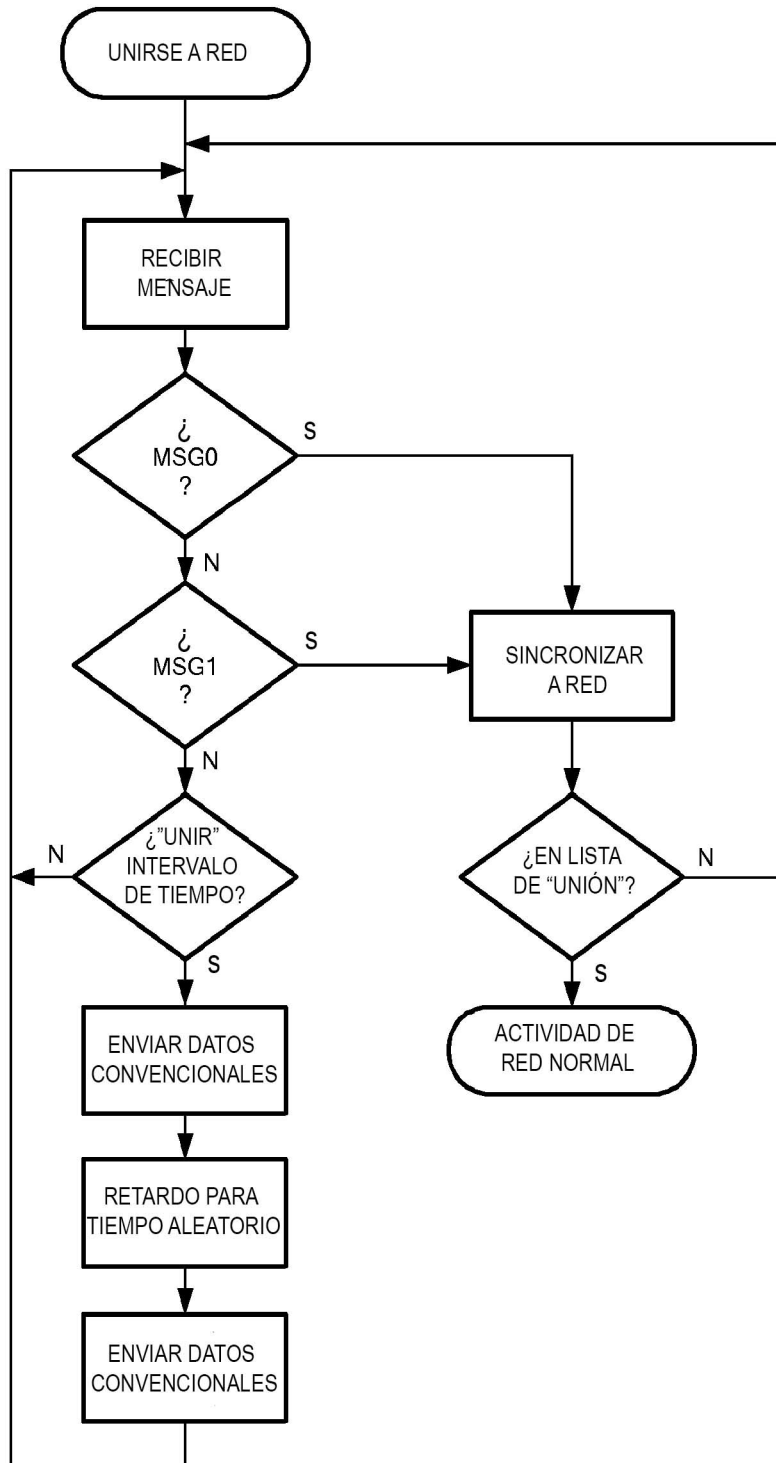 UNIRSE A RED
RECIBIR
MENSAJE
¿
MSG0
?
S
N
¿
MSG1
?
S
SINCRONIZAR
A RED
N
¿"UNIR"
INTERVALO
DE TIEMPO?
N
S
¿EN LISTA
DE “UNIÓN”?
N
S
ENVIAR DATOS
CONVENCIONALES
ACTIVIDAD DE
RED NORMAL
RETARDO PARA
TIEMPO ALEATORIO
ENVIAR DATOS
CONVENCIONALES